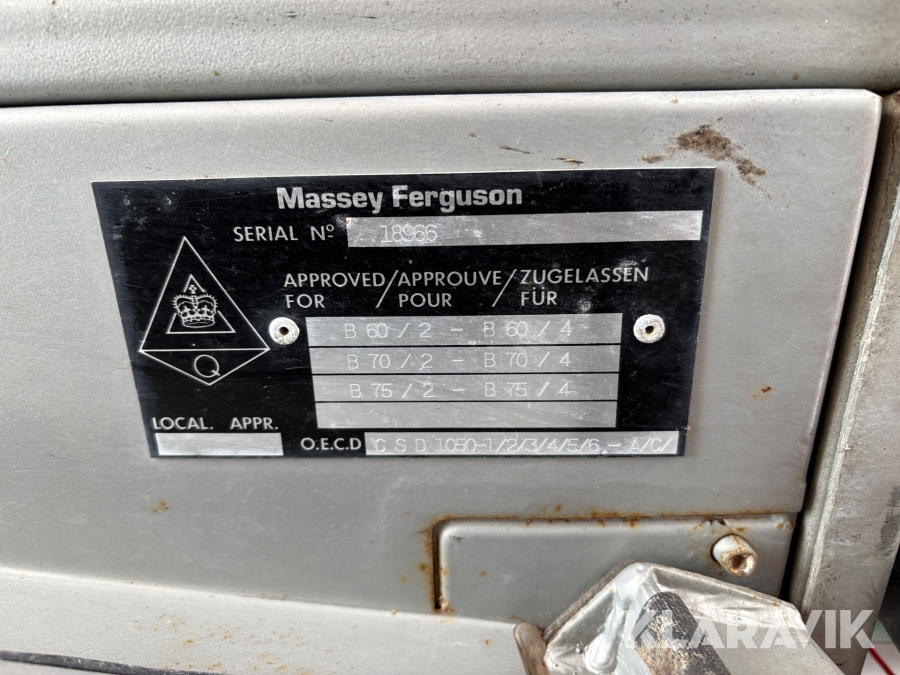 Massey Ferguson
SERIAL Nº 18966
APPROVED/APPROUVE/ZUGELASSEN
FOR / POUR / FÜR
B 60 / 2 - B 60 / 4
B 70 / 2 - B 70 / 4
B 75 / 2 - B 75 / 4
Q
LOCAL. APPR.
O.E.C.D C S D 1050-1/2/3/4/5/6 - A/C/
KLARAVIK